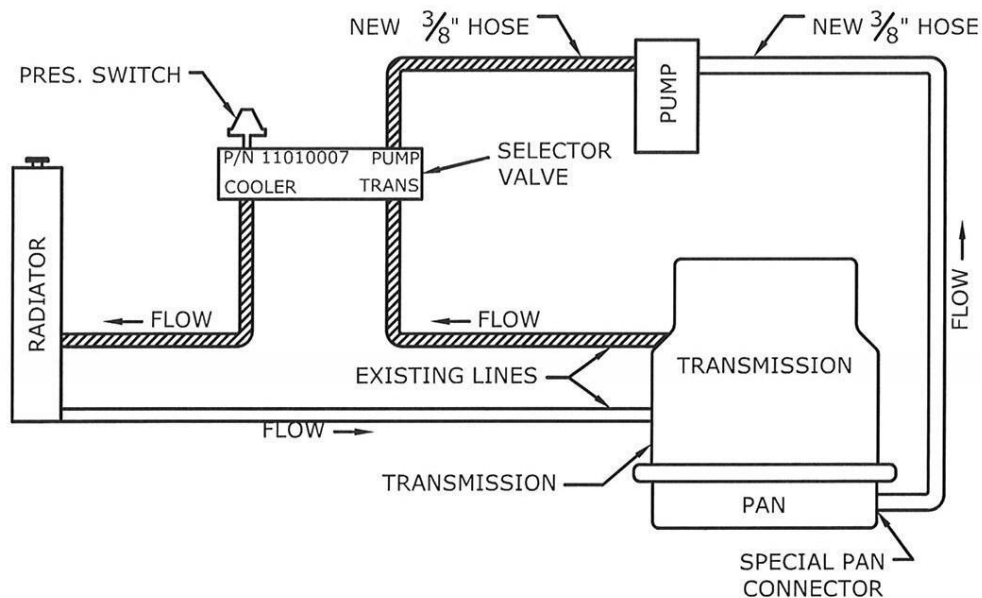 NEW 3/8" HOSE
NEW 3/8" HOSE
PRES. SWITCH
PUMP
P/N 11010007 PUMP
COOLER TRANS
SELECTOR
VALVE
RADIATOR
FLOW
FLOW
FLOW
TRANSMISSION
EXISTING LINES
FLOW
TRANSMISSION
PAN
SPECIAL PAN
CONNECTOR